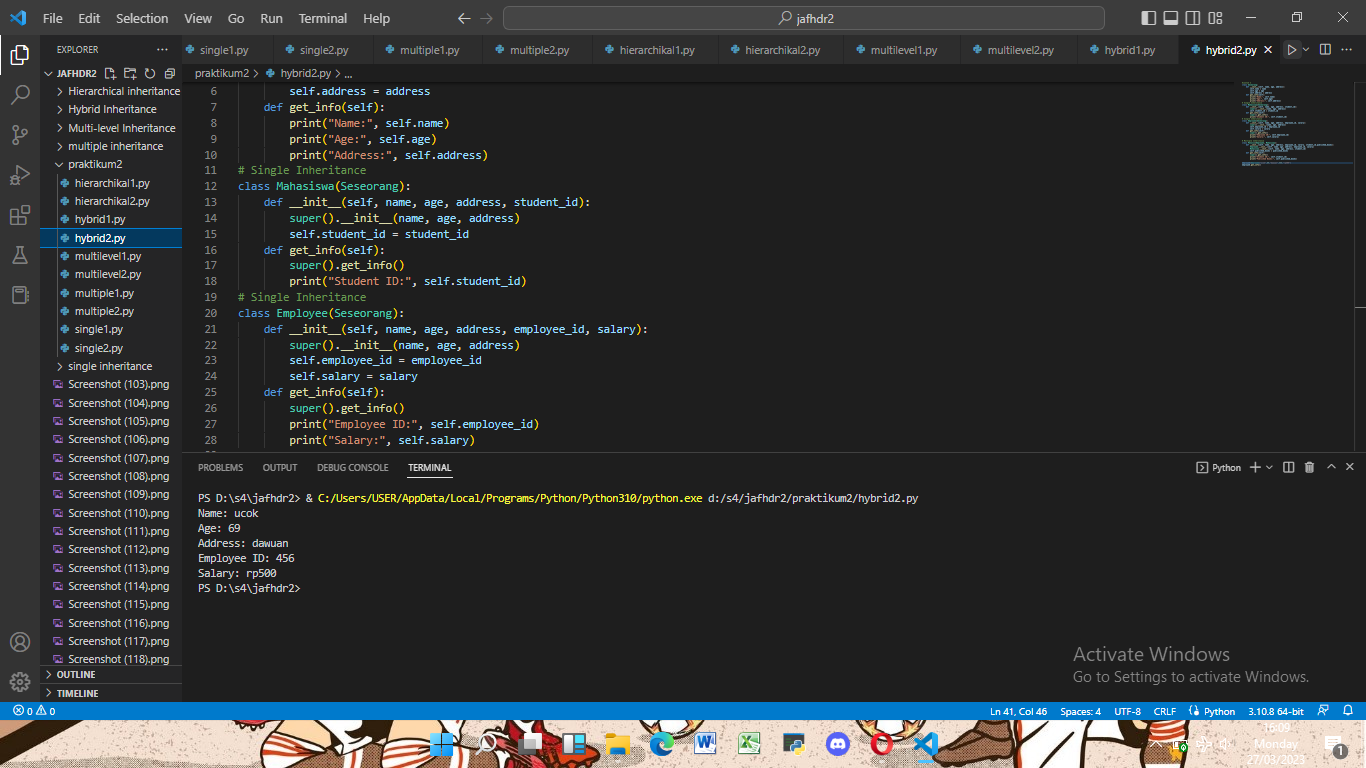 File Edit Selection View Go Run Terminal Help
jafhdr2
EXPLORER
single1.py single2.py multiple1.py multiple2.py hierarchikal1.py hierarchikal2.py multilevel1.py multilevel2.py hybrid1.py hybrid2.py
JAFHDR2
Hierarchical inheritance
Hybrid Inheritance
Multi-level Inheritance
multiple inheritance
praktikum2
hierarchikal1.py
hierarchikal2.py
hybrid1.py
hybrid2.py
multilevel1.py
multilevel2.py
multiple1.py
multiple2.py
single1.py
single2.py
single inheritance
Screenshot (103).png
Screenshot (104).png
Screenshot (105).png
Screenshot (106).png
Screenshot (107).png
Screenshot (108).png
Screenshot (109).png
Screenshot (110).png
Screenshot (111).png
Screenshot (112).png
Screenshot (113).png
Screenshot (114).png
Screenshot (115).png
Screenshot (116).png
Screenshot (117).png
Screenshot (118).png
OUTLINE
TIMELINE
praktikum2 > hybrid2.py > ...
6 self.address = address
7 def get_info(self):
8 print("Name:", self.name)
9 print("Age:", self.age)
10 print("Address:", self.address)
11 # Single Inheritance
12 class Mahasiswa(Seseorang):
13 def __init__(self, name, age, address, student_id):
14 super().__init__(name, age, address)
15 self.student_id = student_id
16 def get_info(self):
17 super().get_info()
18 print("Student ID:", self.student_id)
19 # Single Inheritance
20 class Employee(Seseorang):
21 def __init__(self, name, age, address, employee_id, salary):
22 super().__init__(name, age, address)
23 self.employee_id = employee_id
24 self.salary = salary
25 def get_info(self):
26 super().get_info()
27 print("Employee ID:", self.employee_id)
28 print("Salary:", self.salary)
PROBLEMS OUTPUT DEBUG CONSOLE TERMINAL
Python
PS D:\s4\jafhdr2> & C:/Users/USER/AppData/Local/Programs/Python/Python310/python.exe d:/s4/jafhdr2/praktikum2/hybrid2.py
Name: ucok
Age: 69
Address: dawuan
Employee ID: 456
Salary: rp500
PS D:\s4\jafhdr2>
Activate Windows
Go to Settings to activate Windows.
0 0
Ln 41, Col 46 Spaces: 4 UTF-8 CRLF Python 3.10.8 64-bit
16:09
Monday
27/03/2023
1